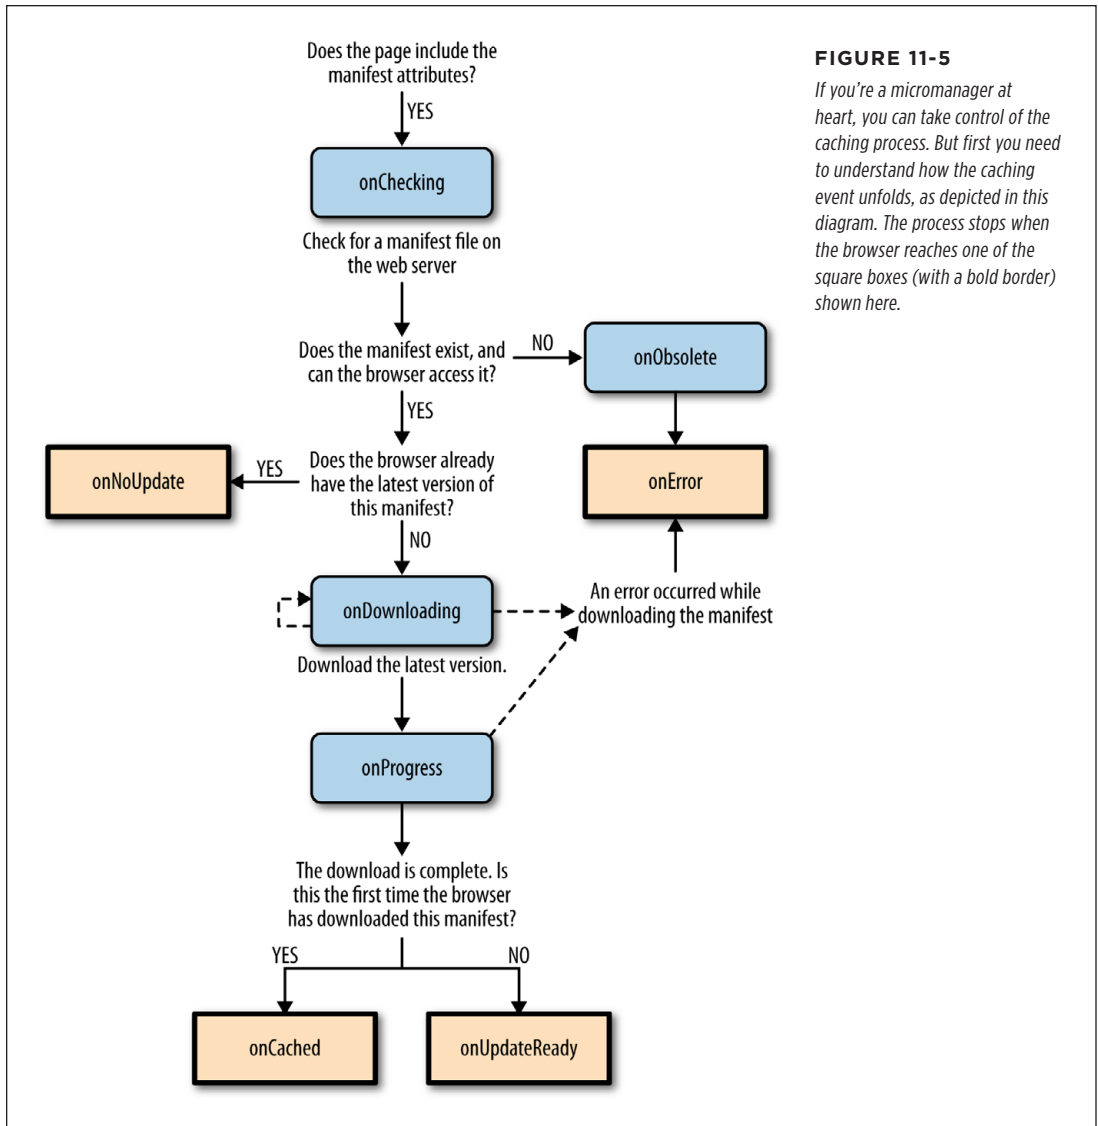 Does the page include the
manifest attributes?
YES
onChecking
Check for a manifest file on
the web server
Does the manifest exist, and
can the browser access it?
NO
onObsolete
YES
onNoUpdate
YES
Does the browser already
have the latest version of
this manifest?
onError
NO
onDownloading
An error occurred while
downloading the manifest
Download the latest version.
onProgress
The download is complete. Is
this the first time the browser
has downloaded this manifest?
YES
NO
onCached
onUpdateReady
FIGURE 11-5
If you're a micromanager at
heart, you can take control of the
caching process. But first you need
to understand how the caching
event unfolds, as depicted in this
diagram. The process stops when
the browser reaches one of the
square boxes (with a bold border)
shown here.